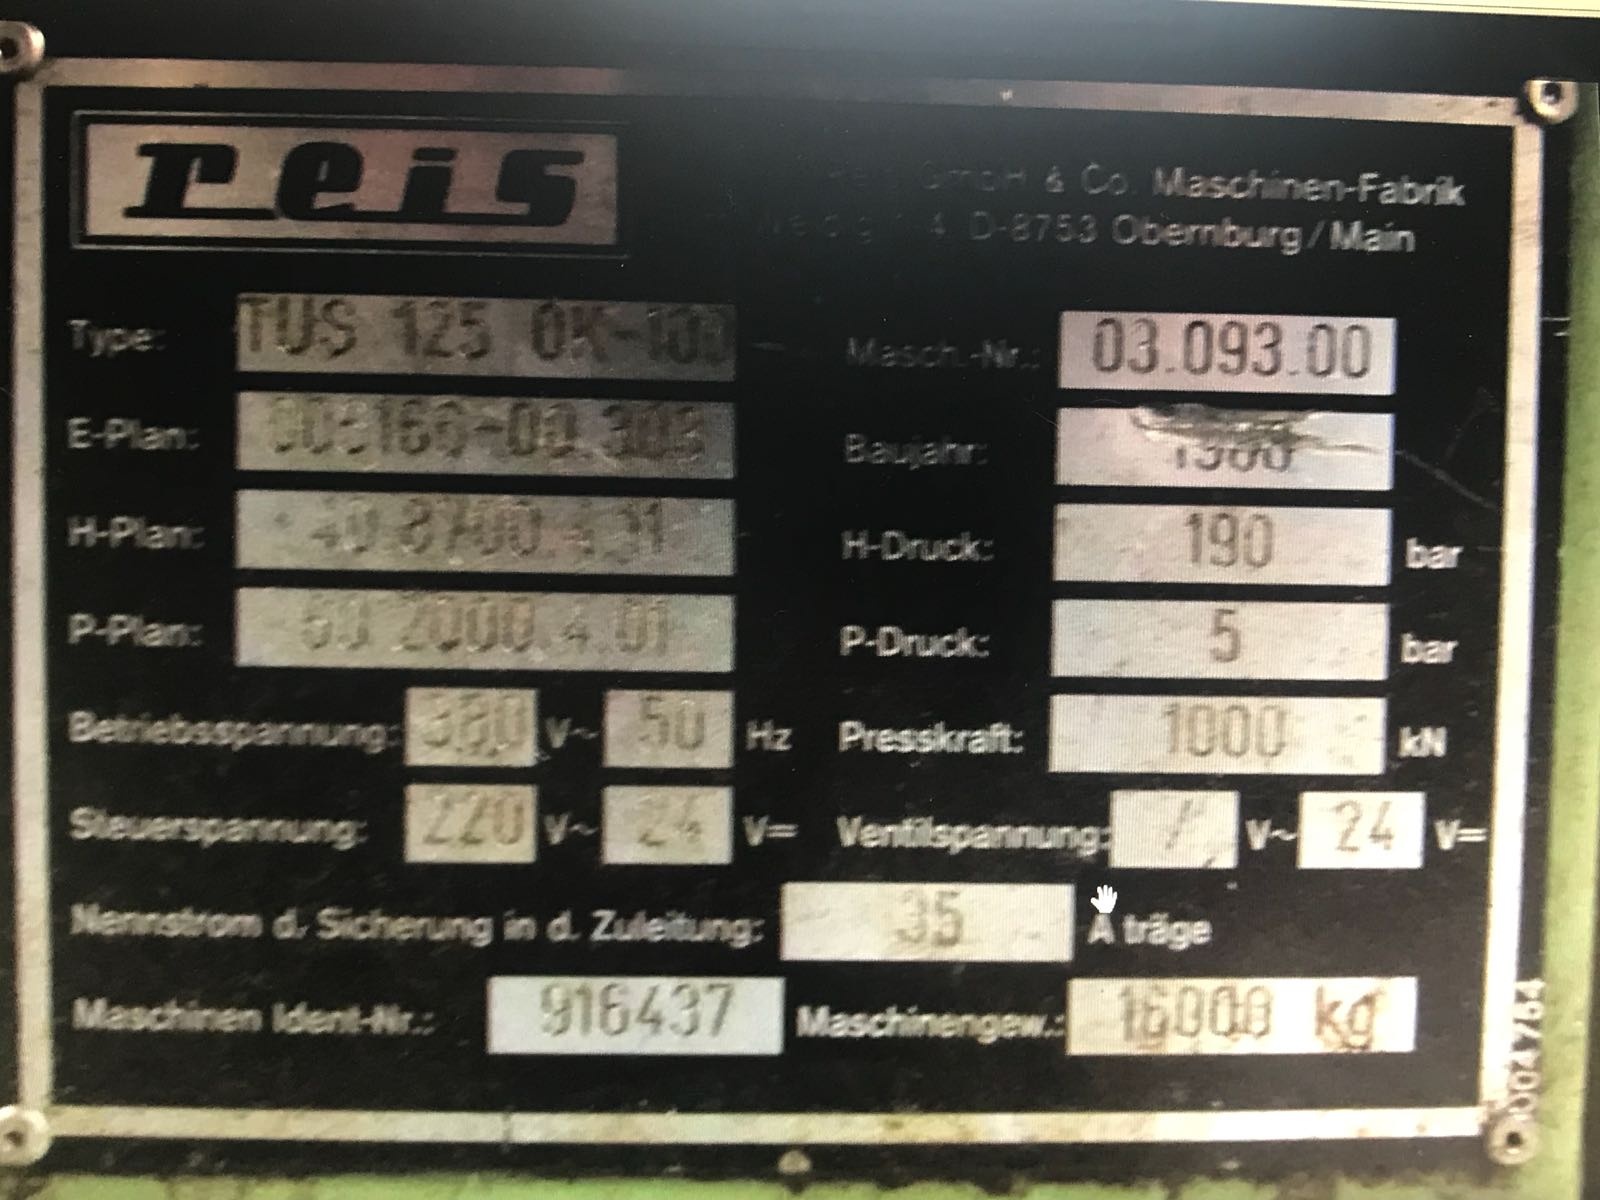 reis
GmbH & Co. Maschinen-Fabrik
4 D-8753 Obernburg/Main
Type: TUS 125 OK-100
Masch.-Nr.: 03.093.00
E-Plan:
Baujahr:
H-Plan:
H-Druck: 190 bar
P-Plan: 60 2000.4.01
P-Druck: 5 bar
Betriebsspannung: 380 V~ 50 Hz
Presskraft: 1000 kN
Steuerspannung: 220 V~ 24 V=
Ventilspannung: / V~ 24 V=
Nennstrom d. Sicherung in d. Zuleitung: 35 A träge
Maschinen Ident-Nr.: 916437
Maschinengew.: 16000 kg
0004764